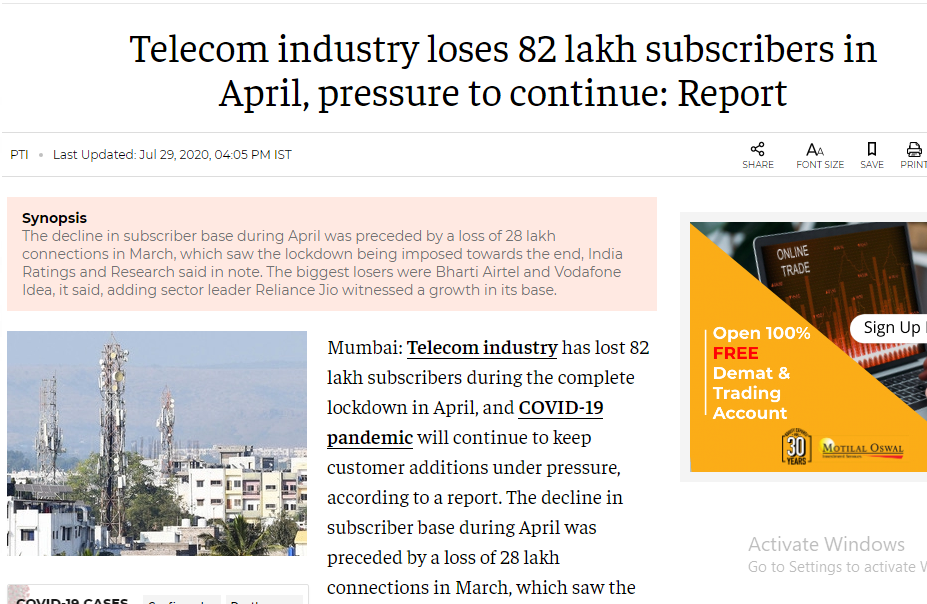 Telecom industry loses 82 lakh subscribers in
April, pressure to continue: Report
PTI • Last Updated: Jul 29, 2020, 04:05 PM IST
SHARE
FONT SIZE
SAVE
PRINT
Synopsis
The decline in subscriber base during April was preceded by a loss of 28 lakh
connections in March, which saw the lockdown being imposed towards the end, India
Ratings and Research said in note. The biggest losers were Bharti Airtel and Vodafone
Idea, it said, adding sector leader Reliance Jio witnessed a growth in its base.
Mumbai: Telecom industry has lost 82
lakh subscribers during the complete
lockdown in April, and COVID-19
pandemic will continue to keep
customer additions under pressure,
according to a report. The decline in
subscriber base during April was
preceded by a loss of 28 lakh
connections in March, which saw the
ONLINE
TRADE
Sign Up
Open 100%
FREE
Demat &
Trading
Account
30
YEARS
MOTILAL OSWAL
Activate Windows
Go to Settings to activate W
COVID-19 CASES